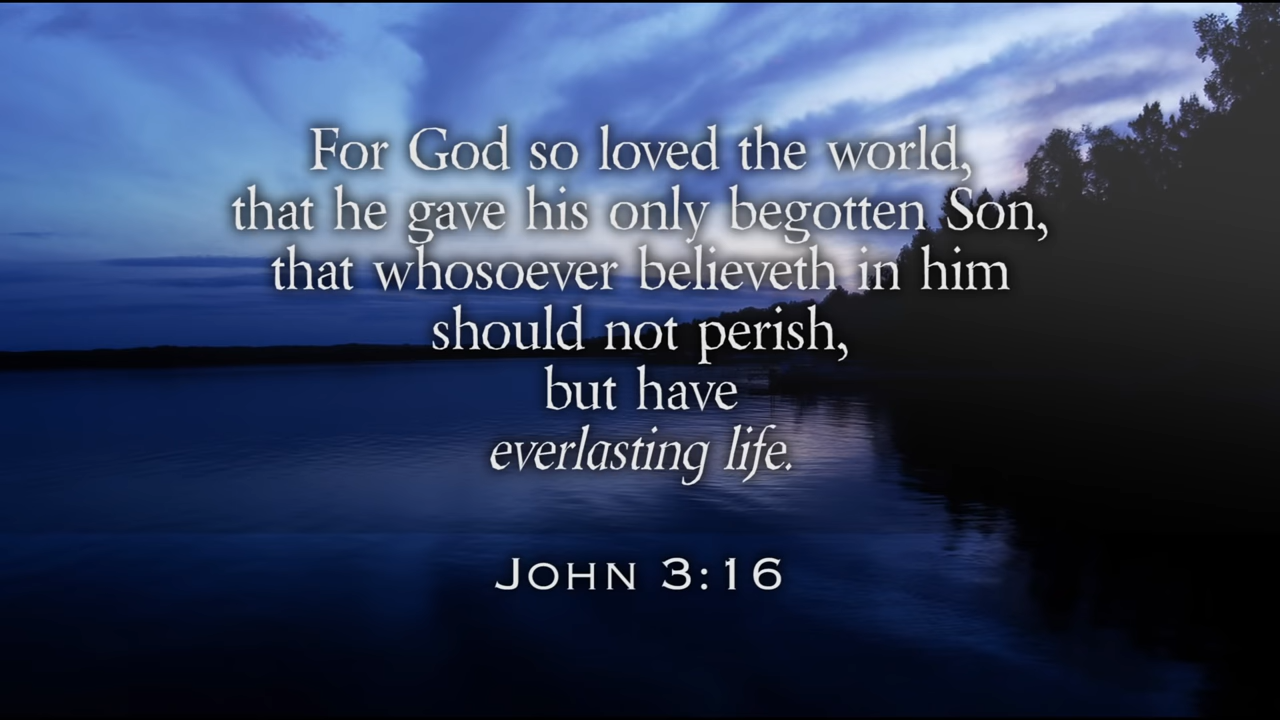 For God so loved the world,
that he gave his only begotten Son,
that whosoever believeth in him
should not perish,
but have
everlasting life.
John 3:16